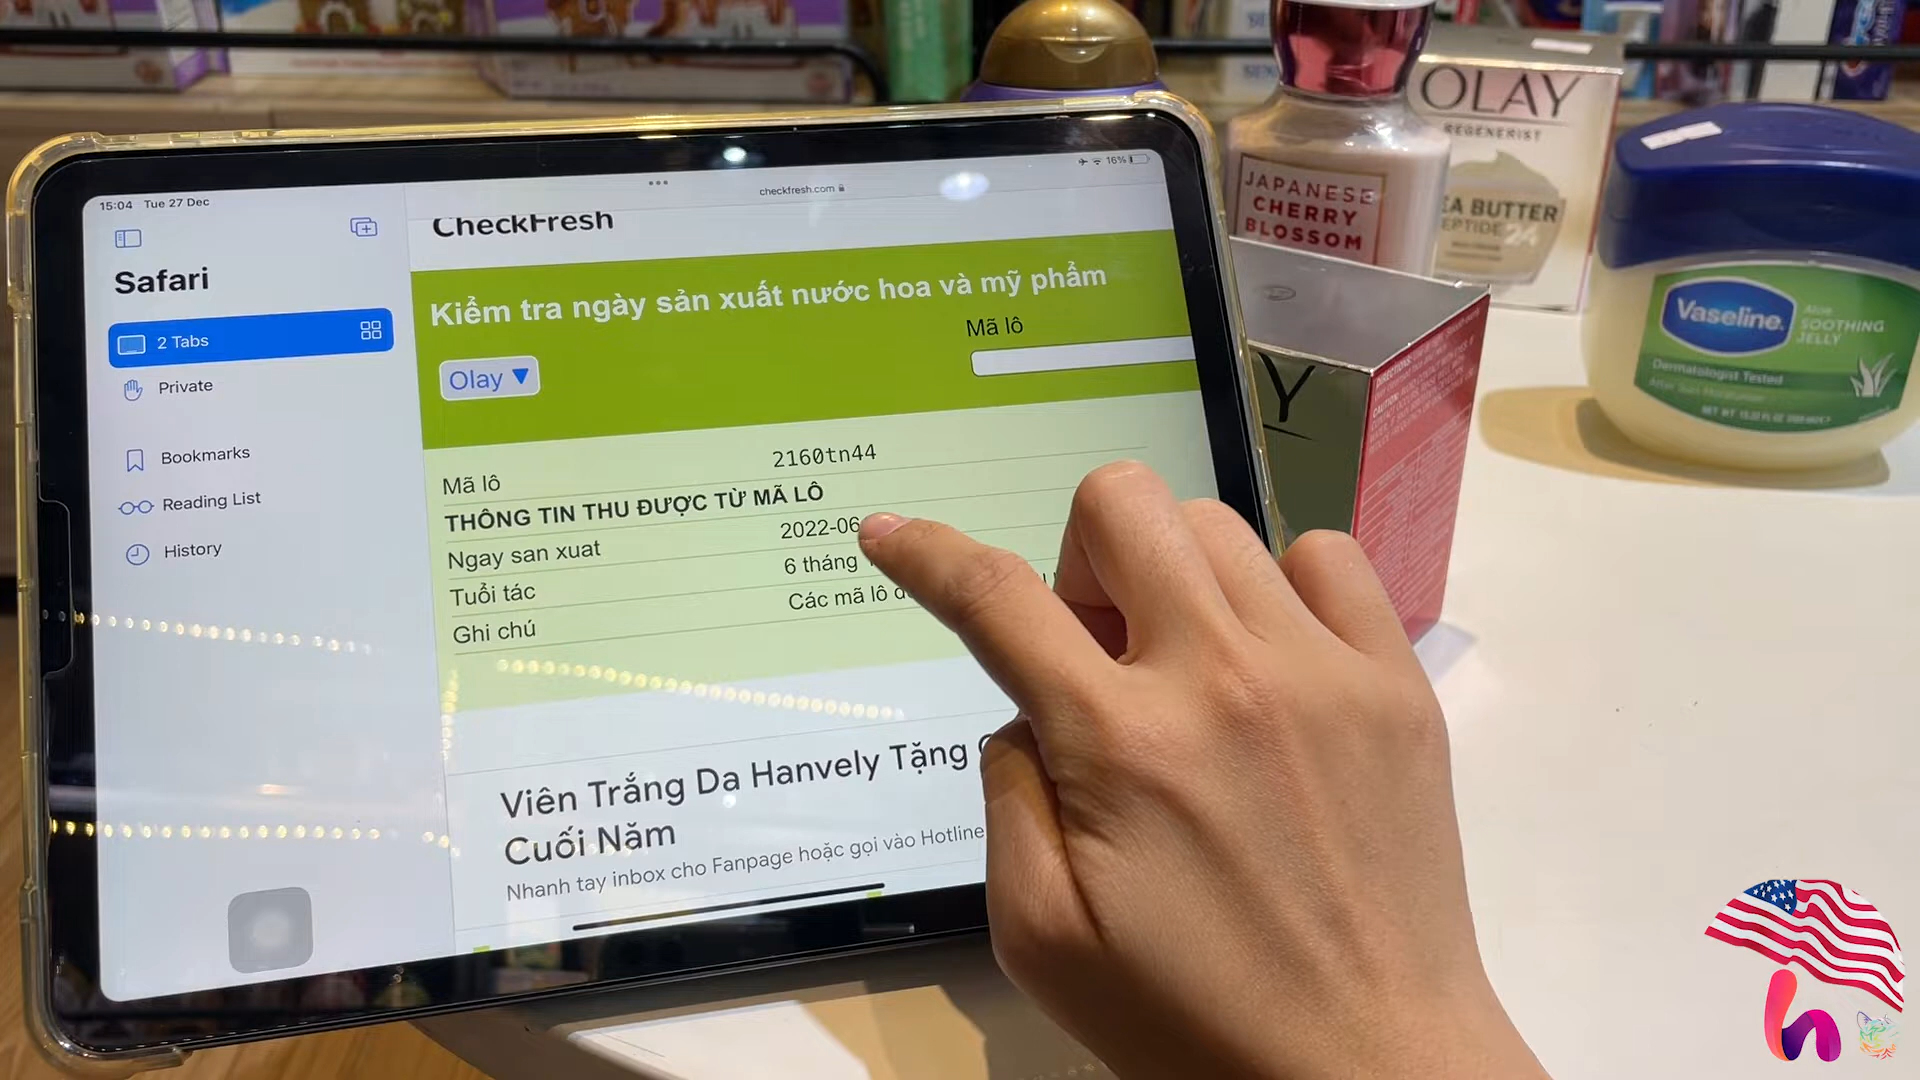 15:04 Tue 27 Dec
checkfresh.com
16%
Safari
2 Tabs
Private
Bookmarks
Reading List
History
CheckFresh
Kiểm tra ngày sản xuất nước hoa và mỹ phẩm
Mã lô
Olay ▼
Mã lô 2160tn44
THÔNG TIN THU ĐƯỢC TỪ MÃ LÔ
Ngay san xuat 2022-06
Tuổi tác 6 tháng
Ghi chú Các mã lô
Viên Trắng Da Hanvely Tặng
Cuối Năm
Nhanh tay inbox cho Fanpage hoặc gọi vào Hotline
JAPANESE
CHERRY
BLOSSOM
OLAY
REGENERIST
BUTTER
PEPTIDE 24
Vaseline
Aloe
SOOTHING
JELLY
Dermatologist Tested
Y